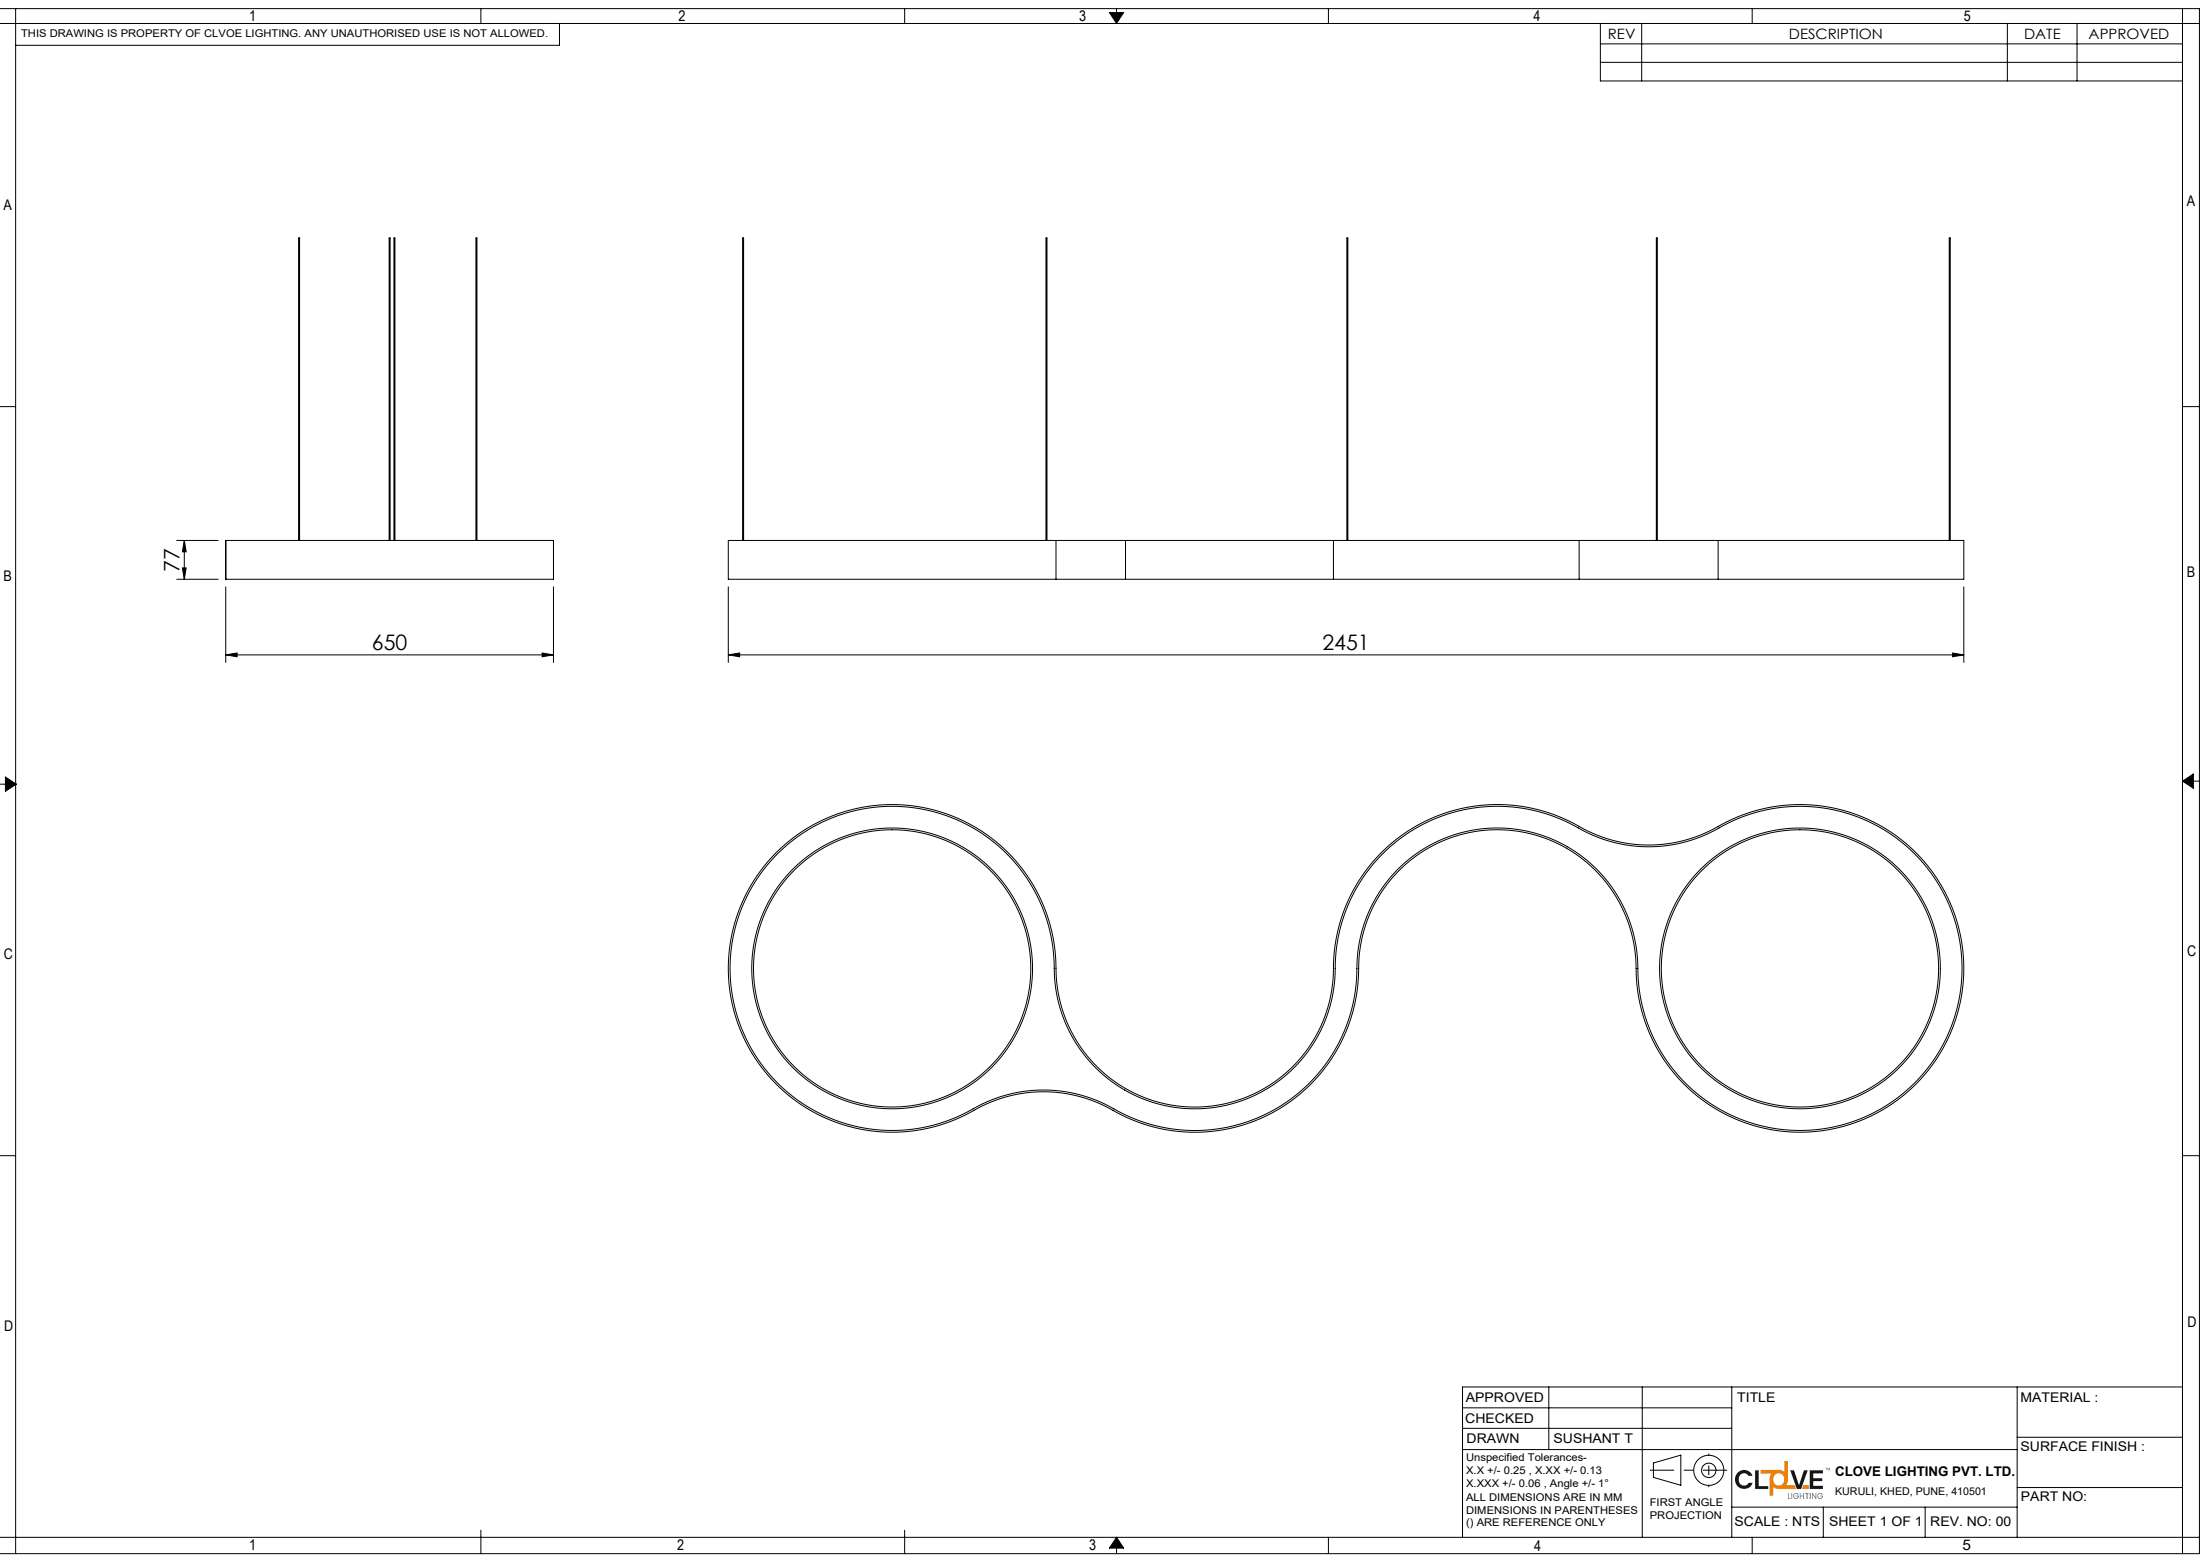 1 2 3 4 5
THIS DRAWING IS PROPERTY OF CLVOE LIGHTING. ANY UNAUTHORISED USE IS NOT ALLOWED.
REV DESCRIPTION DATE APPROVED
A A
77
B B
650
2451
C C
D D
APPROVED
CHECKED
DRAWN SUSHANT T
Unspecified Tolerances-
X.X +/- 0.25 , X.XX +/- 0.13
X.XXX +/- 0.06 , Angle +/- 1°
ALL DIMENSIONS ARE IN MM
DIMENSIONS IN PARENTHESES
() ARE REFERENCE ONLY
FIRST ANGLE
PROJECTION
TITLE
CLOVE ™
LIGHTING
CLOVE LIGHTING PVT. LTD.
KURULI, KHED, PUNE, 410501
SCALE : NTS SHEET 1 OF 1 REV. NO: 00
MATERIAL :
SURFACE FINISH :
PART NO:
1 2 3 4 5